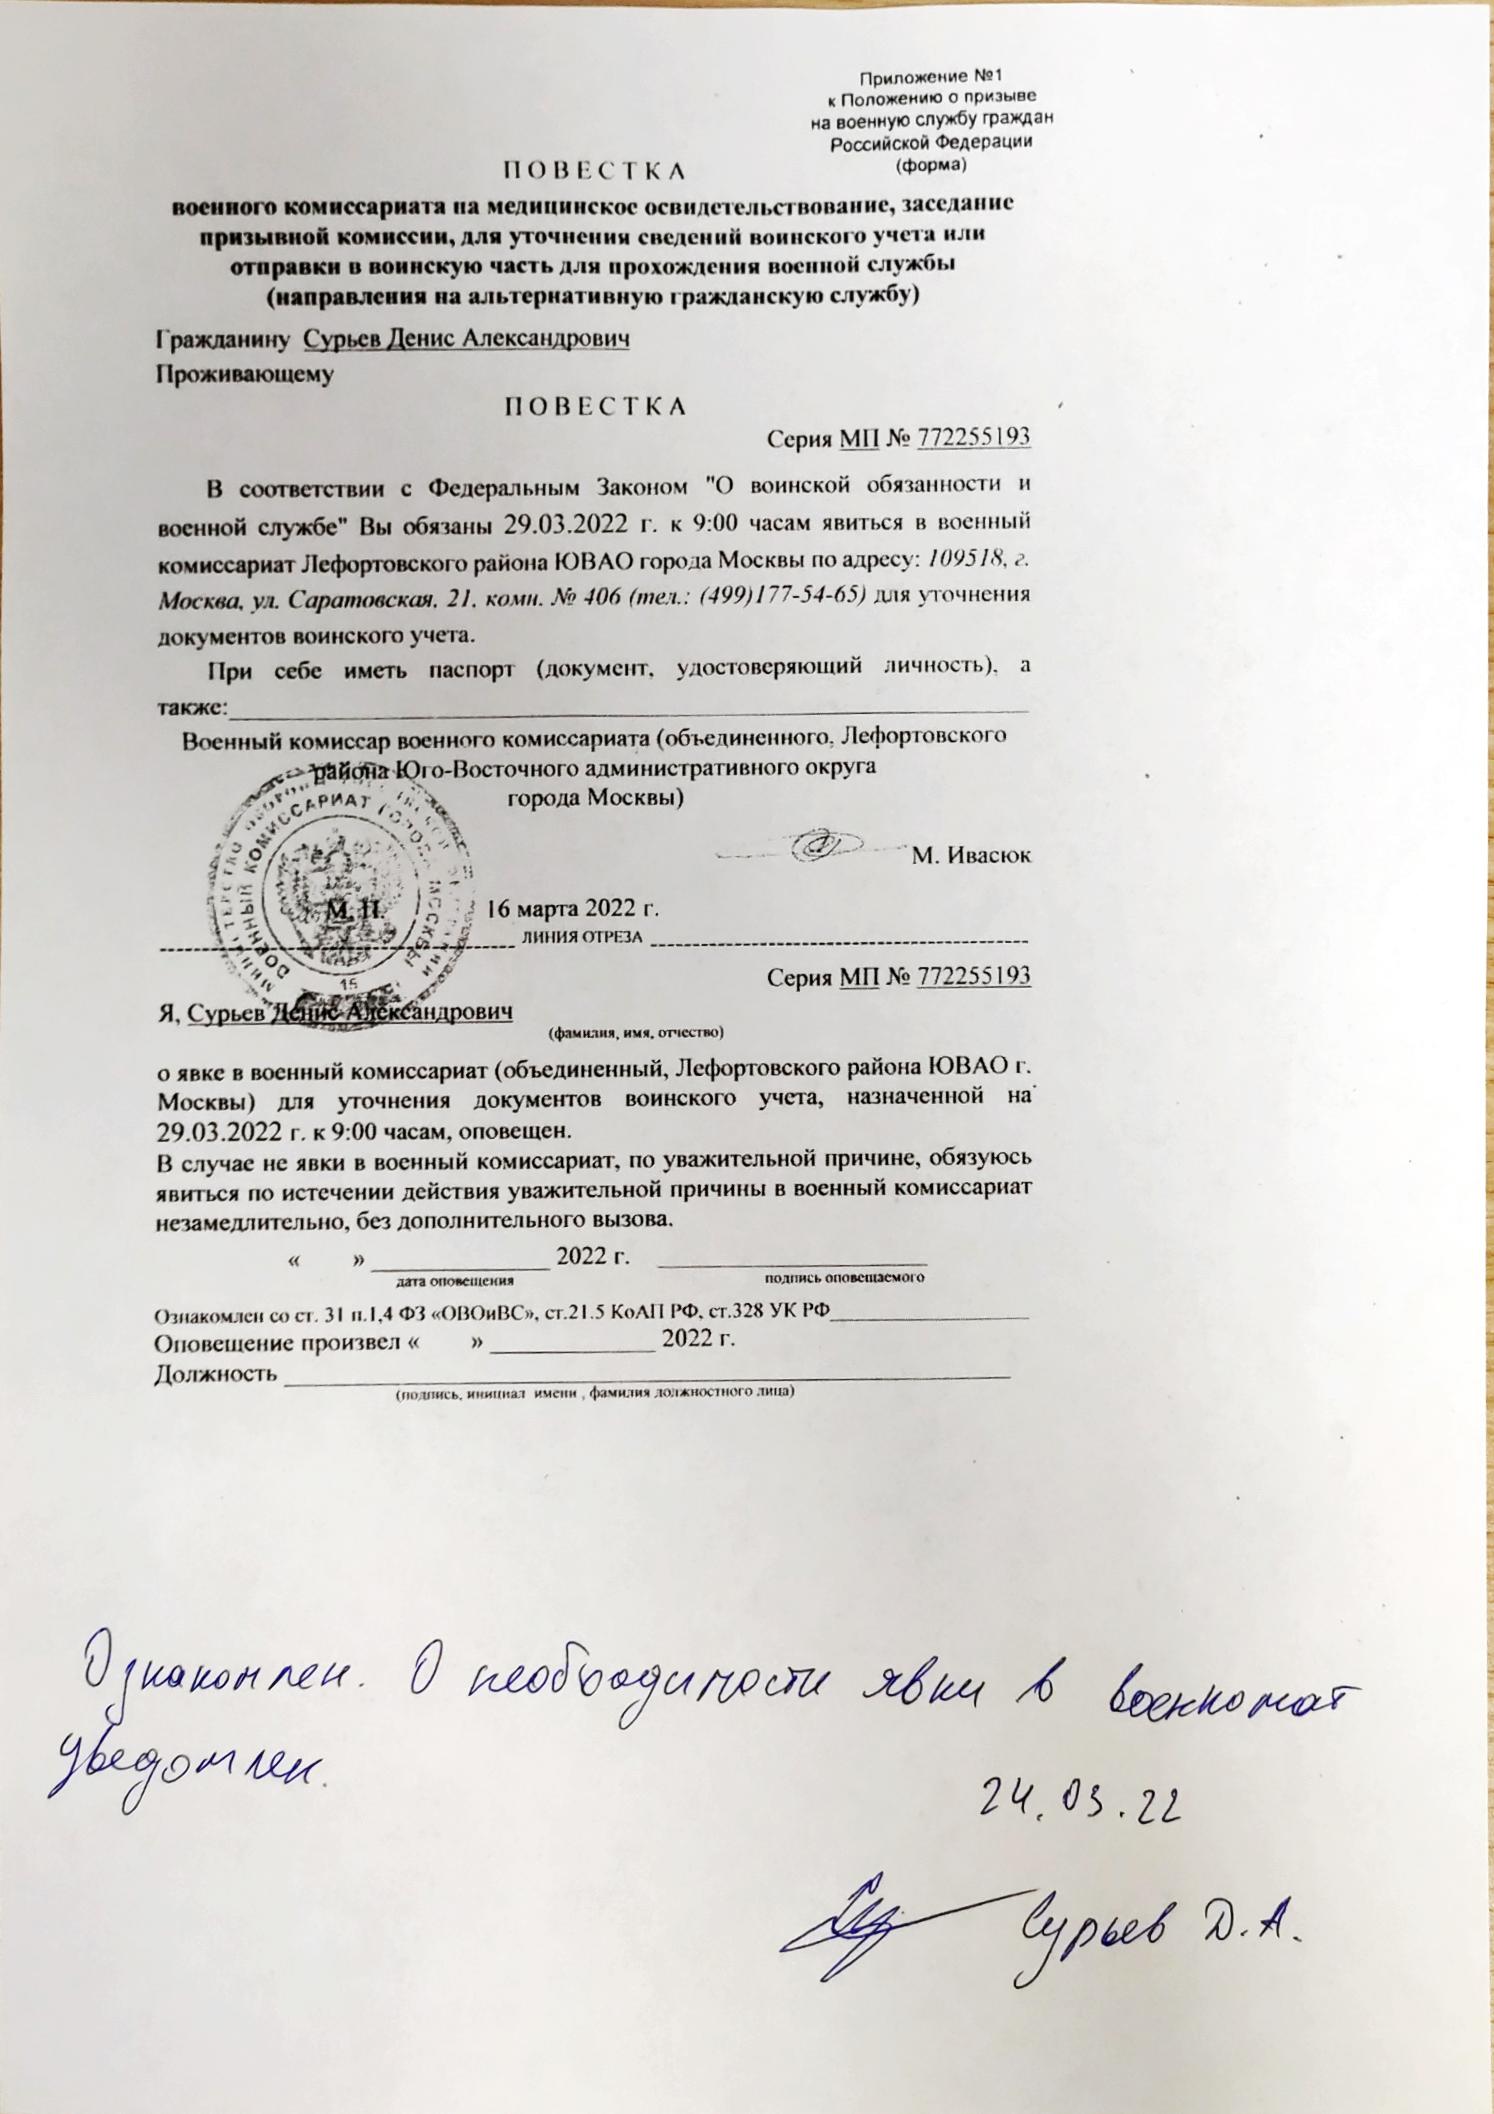 Приложение №1
к Положению о призыве
на военную службу граждан
Российской Федерации
(форма)
ПОВЕСТКА
военного комиссариата на медицинское освидетельствование, заседание
призывной комиссии, для уточнения сведений воинского учета или
отправки в воинскую часть для прохождения военной службы
(направления на альтернативную гражданскую службу)
Гражданину Сурьев Денис Александрович
Проживающему
ПОВЕСТКА
Серия МП № 772255193
В соответствии с Федеральным Законом "О воинской обязанности и
военной службе" Вы обязаны 29.03.2022 г. к 9:00 часам явиться в военный
комиссариат Лефортовского района ЮВАО города Москвы по адресу: 109518, г.
Москва, ул. Саратовская, 21, комн. № 406 (тел.: (499)177-54-65) для уточнения
документов воинского учета.
При себе иметь паспорт (документ, удостоверяющий личность), а
также:
Военный комиссар военного комиссариата (объединенного, Лефортовского
района Юго-Восточного административного округа
города Москвы)
М. Ивасюк
ВОЕННЫЙ КОМИССАРИАТ ГОРОДА МОСКВЫ
15
М. П. 16 марта 2022 г.
ЛИНИЯ ОТРЕЗА
Серия МП № 772255193
Я, Сурьев Денис Александрович
(фамилия, имя, отчество)
о явке в военный комиссариат (объединенный, Лефортовского района ЮВАО г.
Москвы) для уточнения документов воинского учета, назначенной на
29.03.2022 г. к 9:00 часам, оповещен.
В случае не явки в военный комиссариат, по уважительной причине, обязуюсь
явиться по истечении действия уважительной причины в военный комиссариат
незамедлительно, без дополнительного вызова.
« » 2022 г.
дата оповещения подпись оповещаемого
Ознакомлен со ст. 31 п.1,4 ФЗ «ОВОиВС», ст.21.5 КоАП РФ, ст.328 УК РФ
Оповещение произвел « » 2022 г.
Должность
(подпись, инициал имени , фамилия должностного лица)
Ознакомлен. О необходимости явки в военкомат
уведомлен.
24.03.22
Сурьев Д.А.